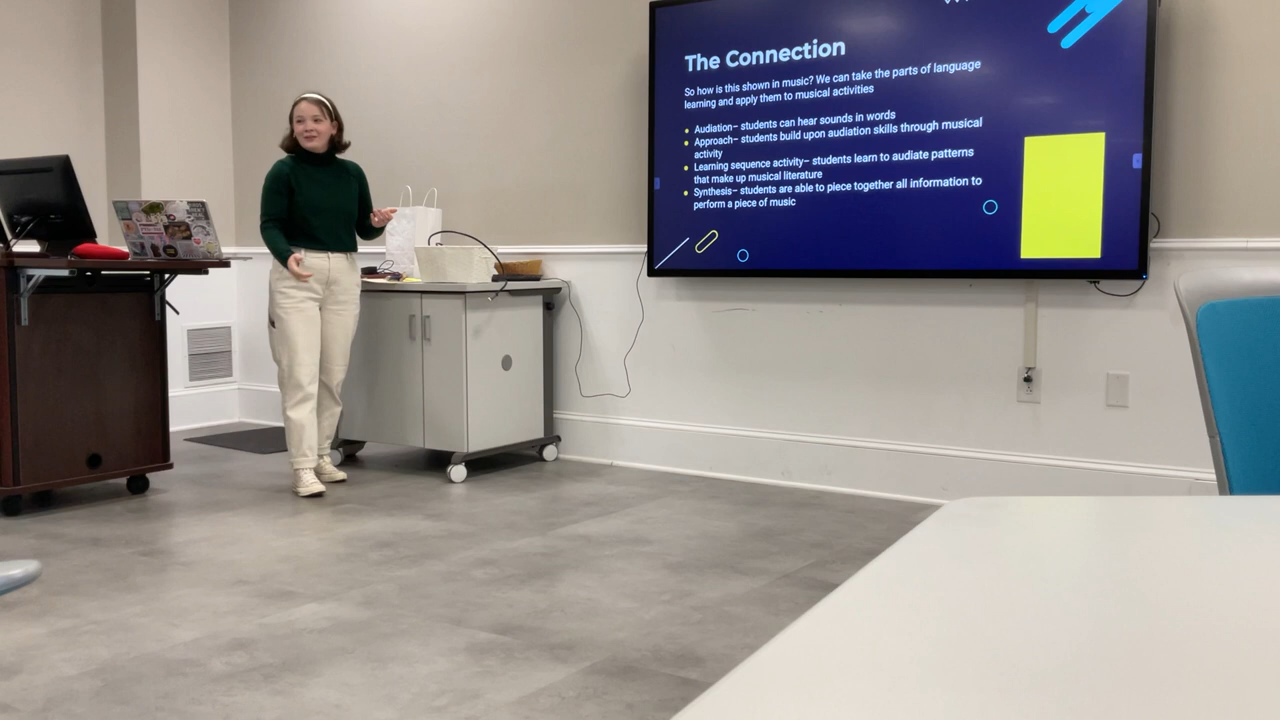 The Connection
So how is this shown in music? We can take the parts of language
learning and apply them to musical activities
Audiation– students can hear sounds in words
Approach– students build upon audiation skills through musical
activity
Learning sequence activity– students learn to audiate patterns
that make up musical literature
Synthesis– students are able to piece together all information to
perform a piece of music